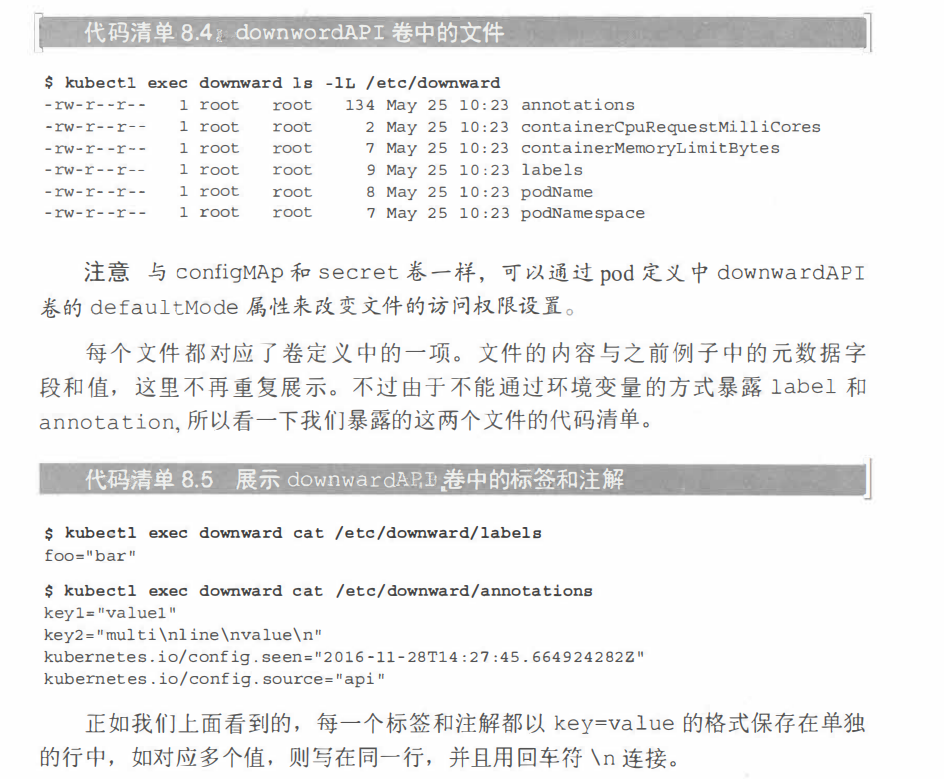 代码清单 8.4 downwordAPI 卷中的文件
$ kubectl exec downward ls -lL /etc/downward
-rw-r--r-- 1 root root 134 May 25 10:23 annotations
-rw-r--r-- 1 root root 2 May 25 10:23 containerCpuRequestMilliCores
-rw-r--r-- 1 root root 7 May 25 10:23 containerMemoryLimitBytes
-rw-r--r-- 1 root root 9 May 25 10:23 labels
-rw-r--r-- 1 root root 8 May 25 10:23 podName
-rw-r--r-- 1 root root 7 May 25 10:23 podNamespace
注意 与 configMAp 和 secret 卷一样，可以通过 pod 定义中 downwardAPI
卷的 defaultMode 属性来改变文件的访问权限设置。
每个文件都对应了卷定义中的一项。文件的内容与之前例子中的元数据字
段和值，这里不再重复展示。不过由于不能通过环境变量的方式暴露 label 和
annotation, 所以看一下我们暴露的这两个文件的代码清单。
代码清单 8.5 展示 downwardAPI 卷中的标签和注解
$ kubectl exec downward cat /etc/downward/labels
foo="bar"
$ kubectl exec downward cat /etc/downward/annotations
key1="value1"
key2="multi\nline\nvalue\n"
kubernetes.io/config.seen="2016-11-28T14:27:45.664924282Z"
kubernetes.io/config.source="api"
正如我们上面看到的，每一个标签和注解都以 key=value 的格式保存在单独
的行中，如对应多个值，则写在同一行，并且用回车符 \n 连接。